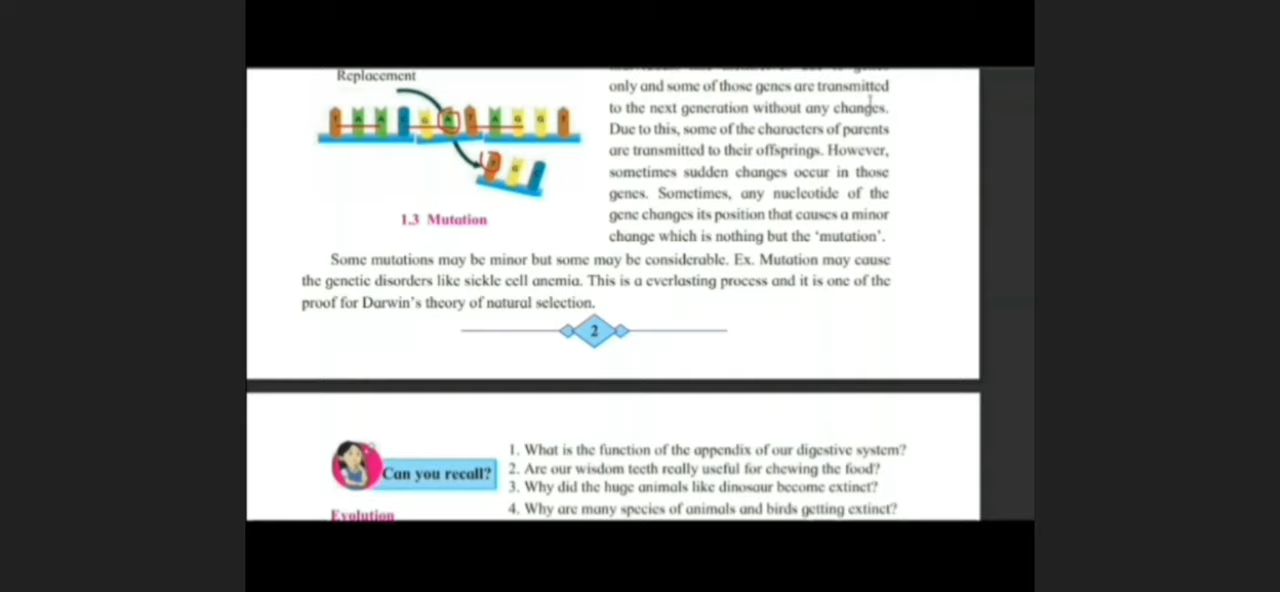 Replacement
only and some of those genes are transmitted
to the next generation without any changes.
Due to this, some of the characters of parents
are transmitted to their offsprings. However,
sometimes sudden changes occur in those
genes. Sometimes, any nucleotide of the
gene changes its position that causes a minor
change which is nothing but the ‘mutation’.
1.3 Mutation
Some mutations may be minor but some may be considerable. Ex. Mutation may cause
the genetic disorders like sickle cell anemia. This is a everlasting process and it is one of the
proof for Darwin’s theory of natural selection.
2
Can you recall?
1. What is the function of the appendix of our digestive system?
2. Are our wisdom teeth really useful for chewing the food?
3. Why did the huge animals like dinosaur become extinct?
4. Why are many species of animals and birds getting extinct?
Evolution